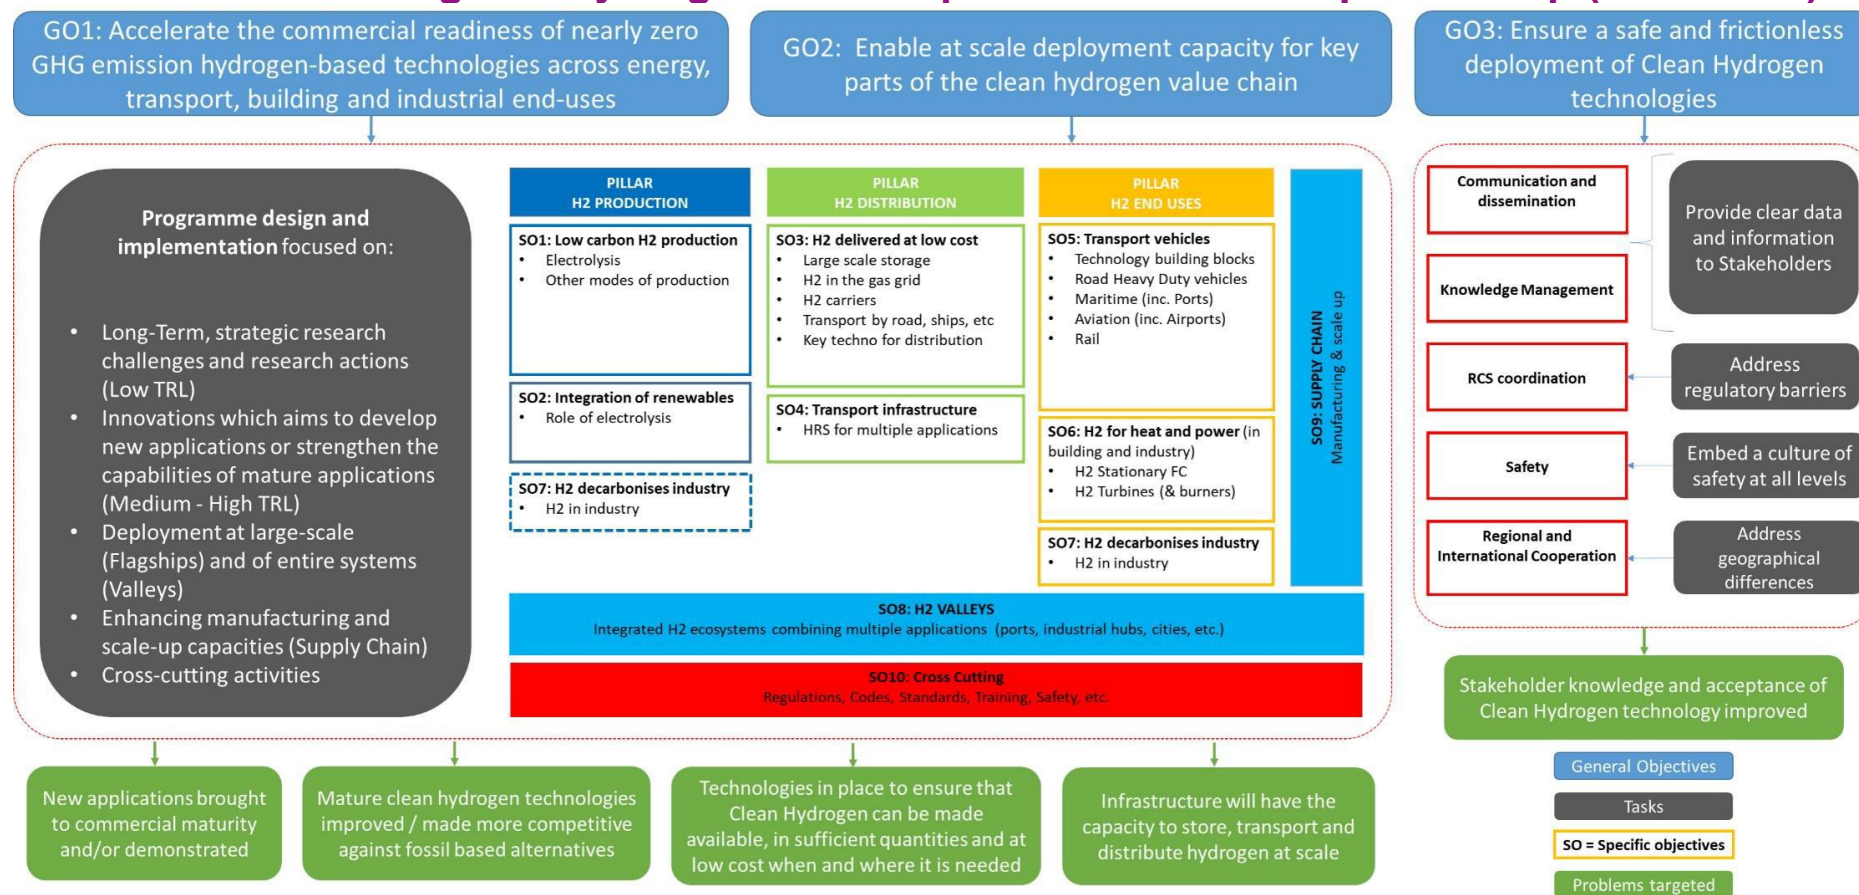 GO1: Accelerate the commercial readiness of nearly zero
GHG emission hydrogen-based technologies across energy,
transport, building and industrial end-uses
GO2: Enable at scale deployment capacity for key
parts of the clean hydrogen value chain
GO3: Ensure a safe and frictionless
deployment of Clean Hydrogen
technologies
Programme design and
implementation focused on:
• Long-Term, strategic research
challenges and research actions
(Low TRL)
• Innovations which aims to develop
new applications or strengthen the
capabilities of mature applications
(Medium - High TRL)
• Deployment at large-scale
(Flagships) and of entire systems
(Valleys)
• Enhancing manufacturing and
scale-up capacities (Supply Chain)
• Cross-cutting activities
PILLAR
H2 PRODUCTION
SO1: Low carbon H2 production
• Electrolysis
• Other modes of production
SO2: Integration of renewables
• Role of electrolysis
SO7: H2 decarbonises industry
• H2 in industry
PILLAR
H2 DISTRIBUTION
SO3: H2 delivered at low cost
• Large scale storage
• H2 in the gas grid
• H2 carriers
• Transport by road, ships, etc
• Key techno for distribution
SO4: Transport infrastructure
• HRS for multiple applications
PILLAR
H2 END USES
SO5: Transport vehicles
• Technology building blocks
• Road Heavy Duty vehicles
• Maritime (inc. Ports)
• Aviation (inc. Airports)
• Rail
SO6: H2 for heat and power (in
building and industry)
• H2 Stationary FC
• H2 Turbines (& burners)
SO7: H2 decarbonises industry
• H2 in industry
SO9: SUPPLY CHAIN
Manufacturing & scale up
SO8: H2 VALLEYS
Integrated H2 ecosystems combining multiple applications (ports, industrial hubs, cities, etc.)
SO10: Cross Cutting
Regulations, Codes, Standards, Training, Safety, etc.
Communication and
dissemination
Knowledge Management
Provide clear data
and information
to Stakeholders
RCS coordination
Address
regulatory barriers
Safety
Embed a culture of
safety at all levels
Regional and
International Cooperation
Address
geographical
differences
Stakeholder knowledge and acceptance of
Clean Hydrogen technology improved
New applications brought
to commercial maturity
and/or demonstrated
Mature clean hydrogen technologies
improved / made more competitive
against fossil based alternatives
Technologies in place to ensure that
Clean Hydrogen can be made
available, in sufficient quantities and at
low cost when and where it is needed
Infrastructure will have the
capacity to store, transport and
distribute hydrogen at scale
General Objectives
Tasks
SO = Specific objectives
Problems targeted